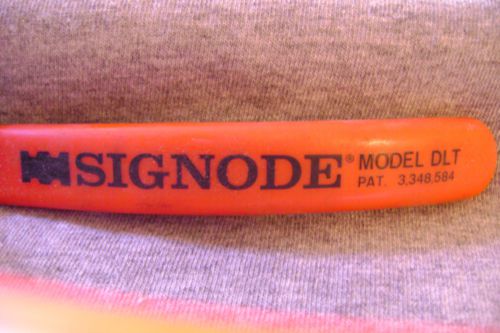 SIGNODE® MODEL DLT
PAT. 3,348,584